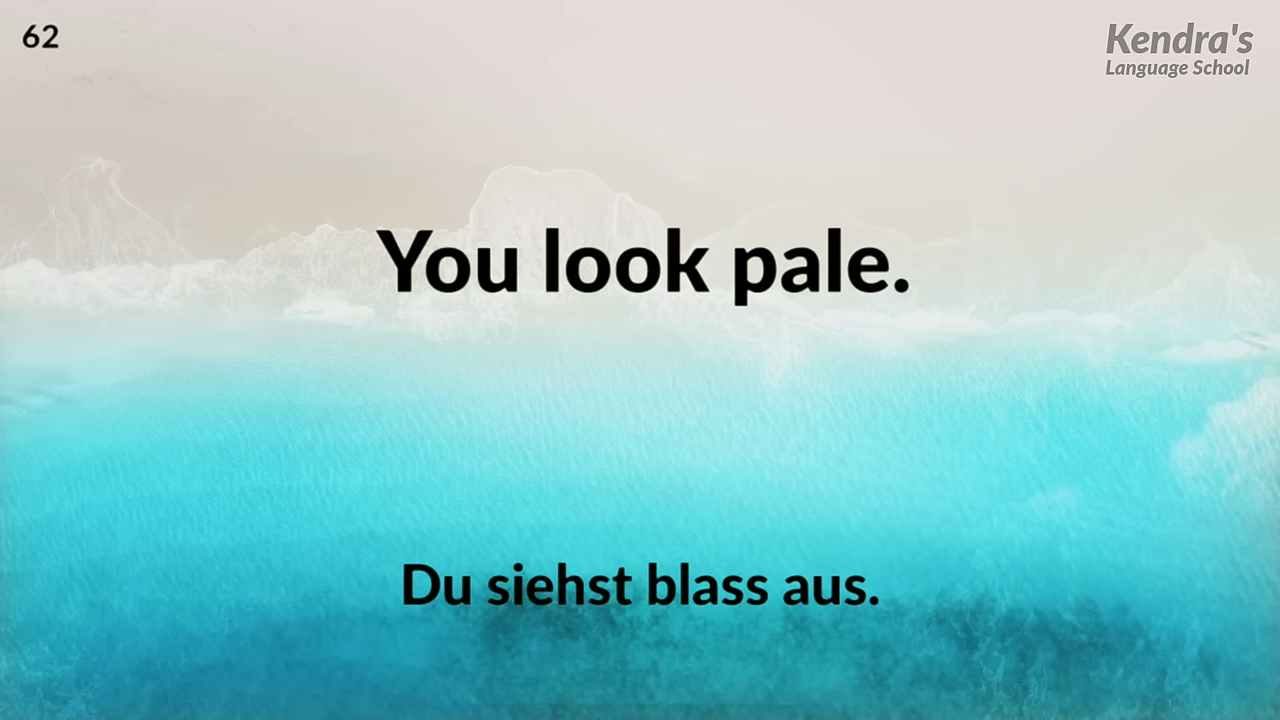 62
Kendra's
Language School
You look pale.
Du siehst blass aus.